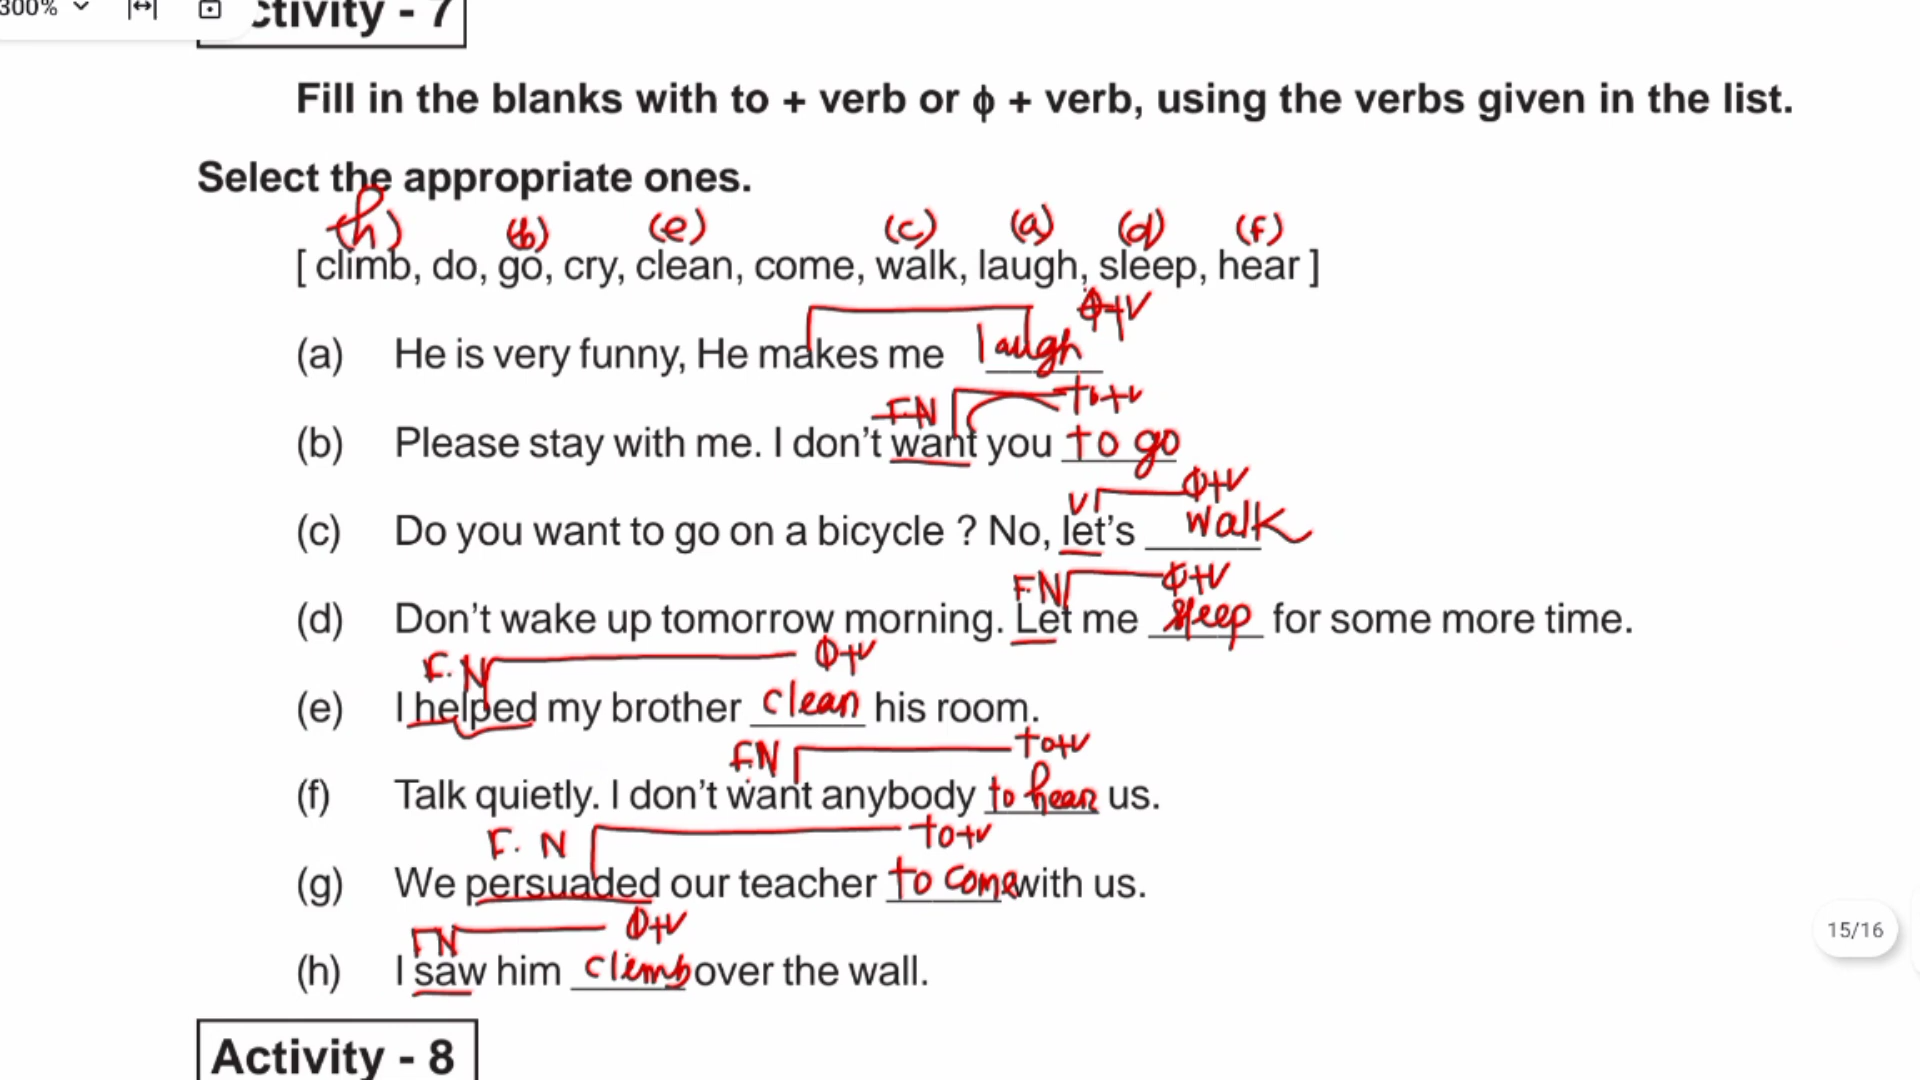 300%
ctivity - 7
Fill in the blanks with to + verb or ϕ + verb, using the verbs given in the list.
Select the appropriate ones.
(h) (b) (e) (c) (a) (d) (f)
[ climb, do, go, cry, clean, come, walk, laugh, sleep, hear ]
ϕ+V
(a) He is very funny, He makes me laugh
FN to+v
(b) Please stay with me. I don't want you to go
V ϕ+V
(c) Do you want to go on a bicycle ? No, let's walk
F.N ϕ+V
(d) Don't wake up tomorrow morning. Let me sleep for some more time.
F.N ϕ+V
(e) I helped my brother clean his room.
F.N to+v
(f) Talk quietly. I don't want anybody to hear us.
F. N to+v
(g) We persuaded our teacher to come with us.
FN ϕ+V
(h) I saw him climb over the wall.
15/16
Activity - 8